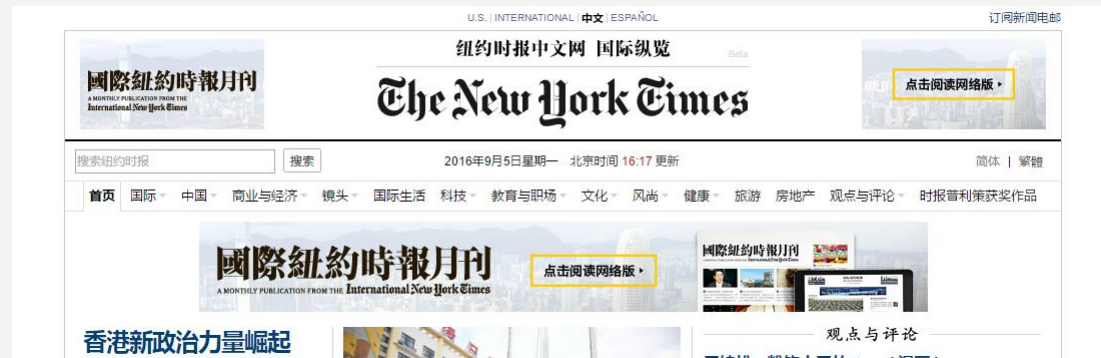 U.S. | INTERNATIONAL | 中文 | ESPAÑOL
订阅新闻电邮
國際紐約時報月刊
A MONTHLY PUBLICATION FROM THE
International New York Times
纽约时报中文网 国际纵览
Beta
The New York Times
点击阅读网络版
搜索纽约时报
搜索
2016年9月5日星期一 北京时间 16:17 更新
简体 | 繁體
首页 国际 中国 商业与经济 镜头 国际生活 科技 教育与职场 文化 风尚 健康 旅游 房地产 观点与评论 时报普利策获奖作品
國際紐約時報月刊
A MONTHLY PUBLICATION FROM THE International New York Times
点击阅读网络版
國際紐約時報月刊
香港新政治力量崛起
观点与评论